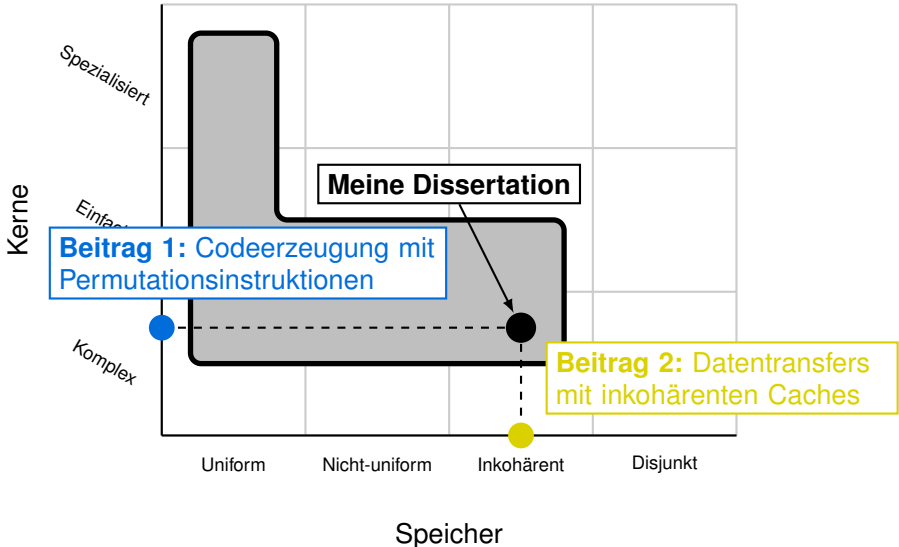 Spezialisiert
Meine Dissertation
Kerne
Beitrag 1: Codeerzeugung mit
Permutationsinstruktionen
Komplex
Beitrag 2: Datentransfers
mit inkohärenten Caches
Uniform
Nicht-uniform
Inkohärent
Disjunkt
Speicher